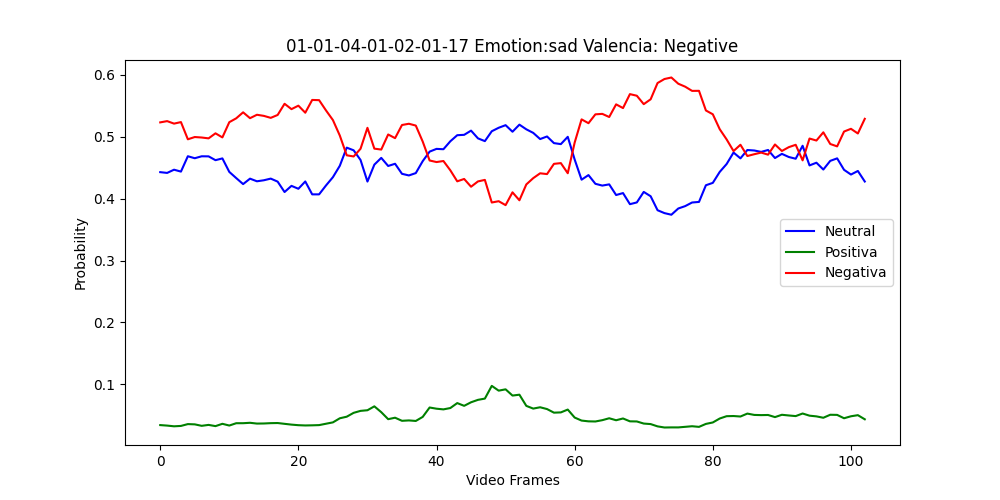 01-01-04-01-02-01-17 Emotion:sad Valencia: Negative
0.6
0.5
0.4
0.3
0.2
0.1
Probability
Neutral
Positiva
Negativa
0
20
40
60
80
100
Video Frames